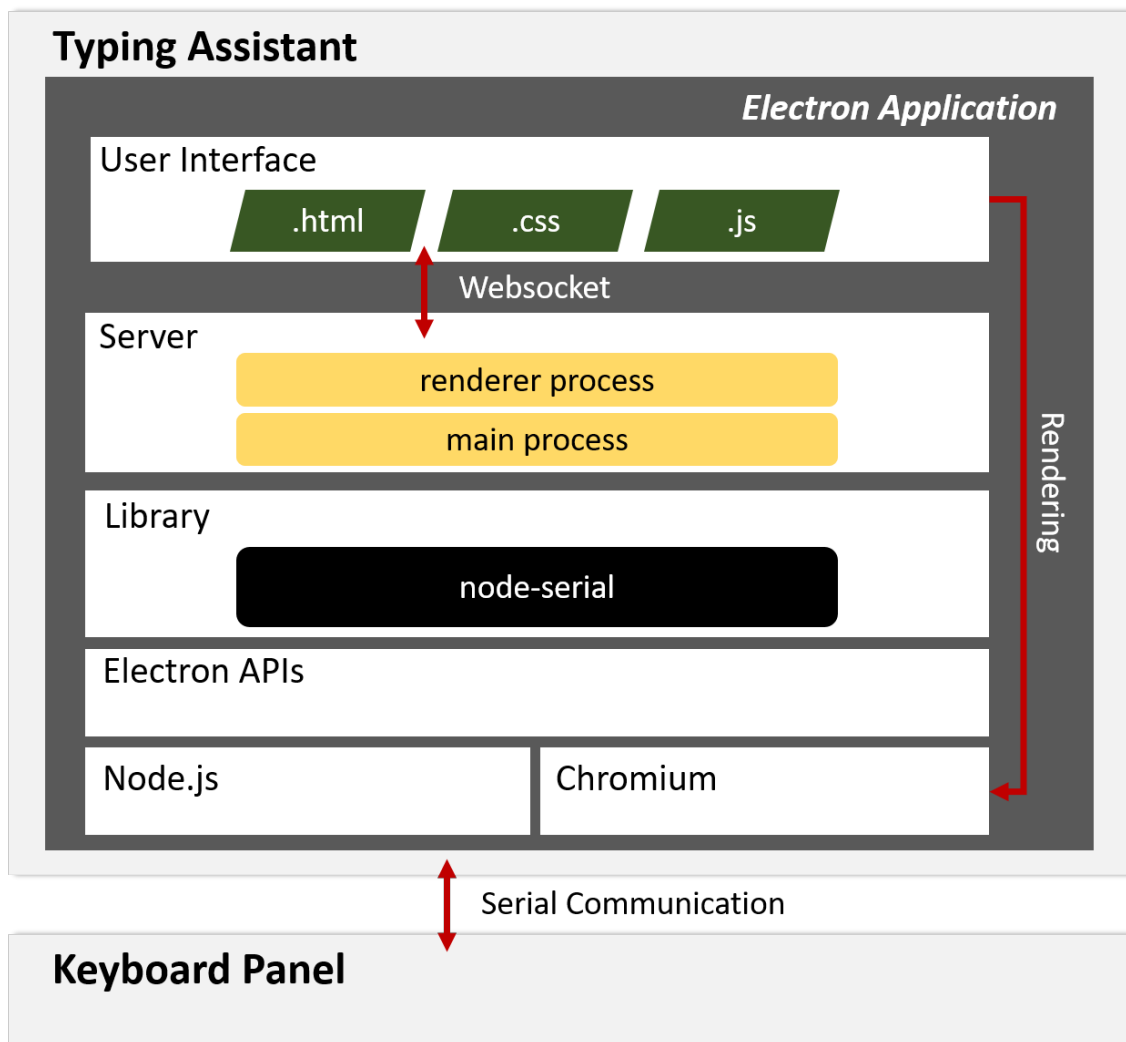 Typing Assistant
Electron Application
User Interface
.html
.css
.js
Websocket
Server
renderer process
main process
Rendering
Library
node-serial
Electron APIs
Node.js
Chromium
Serial Communication
Keyboard Panel